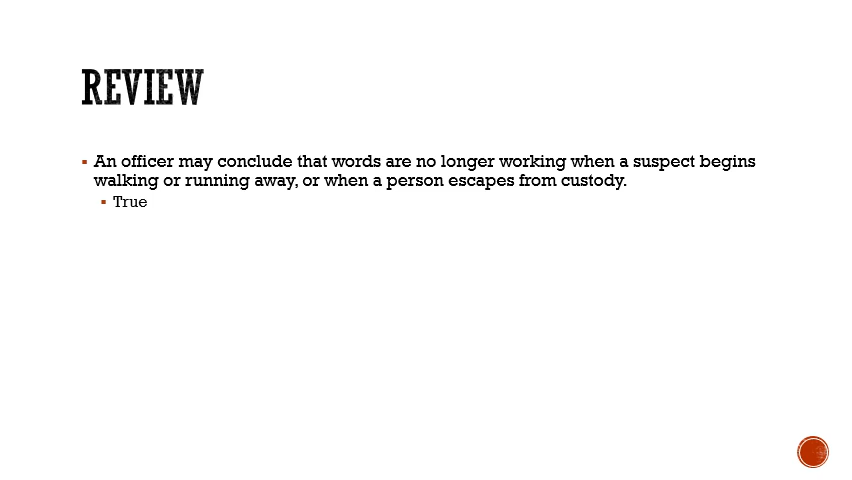 REVIEW
▪ An officer may conclude that words are no longer working when a suspect begins
walking or running away, or when a person escapes from custody.
▪ True